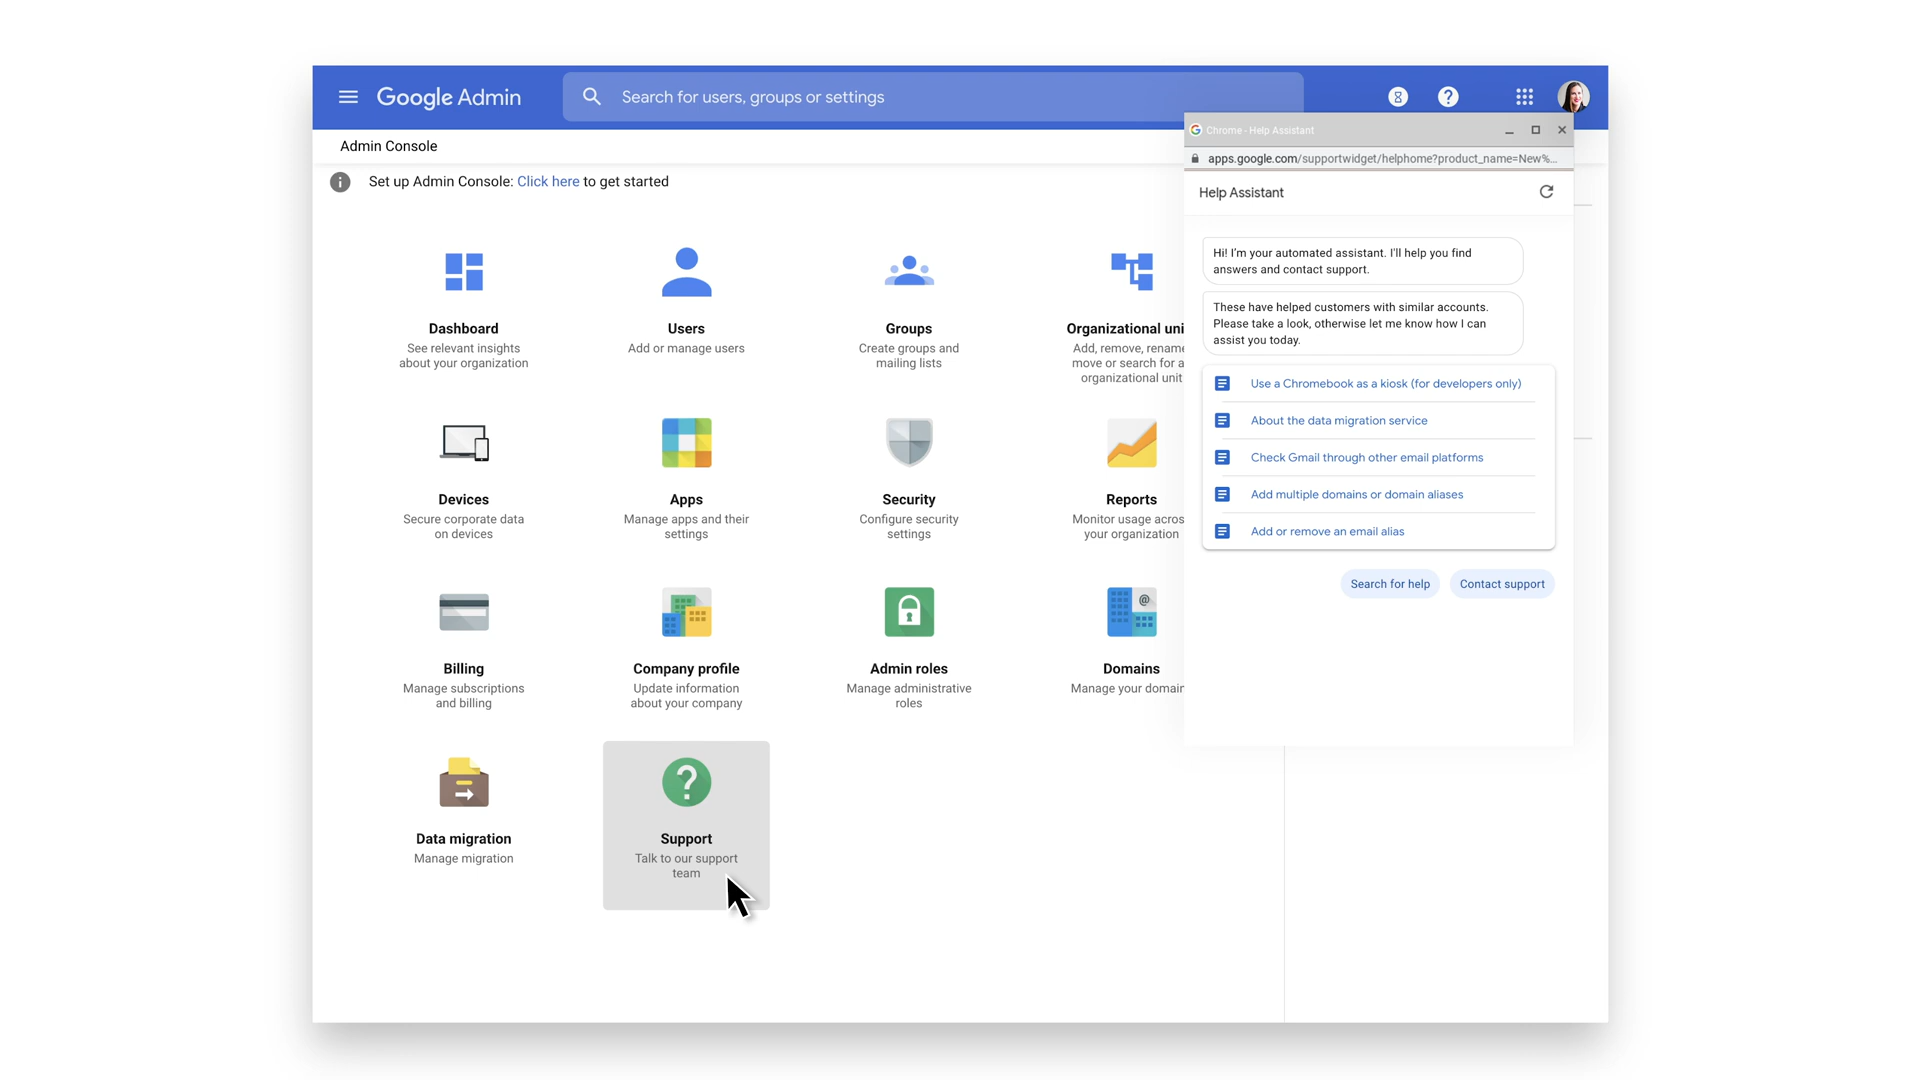 Google Admin
Search for users, groups or settings
Admin Console
Set up Admin Console: Click here to get started
Dashboard
See relevant insights
about your organization
Users
Add or manage users
Groups
Create groups and
mailing lists
Organizational uni
Add, remove, rename
move or search for a
organizational unit
Devices
Secure corporate data
on devices
Apps
Manage apps and their
settings
Security
Configure security
settings
Reports
Monitor usage acros
your organization
Billing
Manage subscriptions
and billing
Company profile
Update information
about your company
Admin roles
Manage administrative
roles
Domains
Manage your domain
Data migration
Manage migration
Support
Talk to our support
team
Chrome - Help Assistant
apps.google.com/supportwidget/helphome?product_name=New%...
Help Assistant
Hi! I'm your automated assistant. I'll help you find
answers and contact support.
These have helped customers with similar accounts.
Please take a look, otherwise let me know how I can
assist you today.
Use a Chromebook as a kiosk (for developers only)
About the data migration service
Check Gmail through other email platforms
Add multiple domains or domain aliases
Add or remove an email alias
Search for help
Contact support